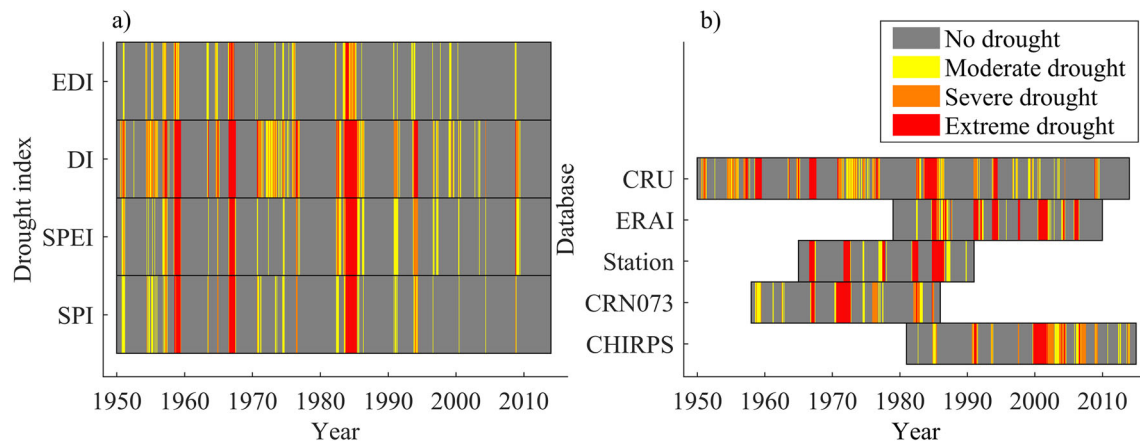 a)
Drought index
EDI
DI
SPEI
SPI
1950 1960 1970 1980 1990 2000 2010
Year
b)
No drought
Moderate drought
Severe drought
Extreme drought
Database
CRU
ERAI
Station
CRN073
CHIRPS
1950 1960 1970 1980 1990 2000 2010
Year